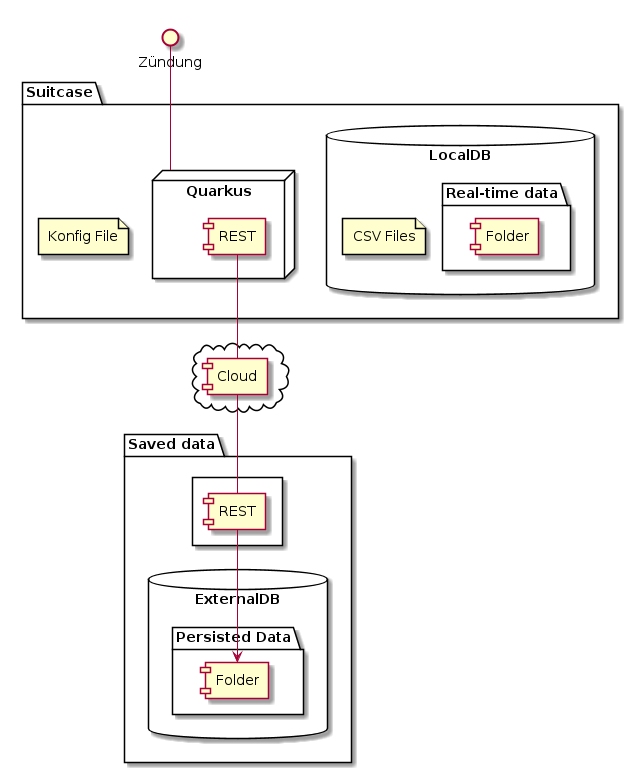 Zündung
Suitcase
LocalDB
Quarkus
Real-time data
Konfig File
REST
CSV Files
Folder
Cloud
Saved data
REST
ExternalDB
Persisted Data
Folder